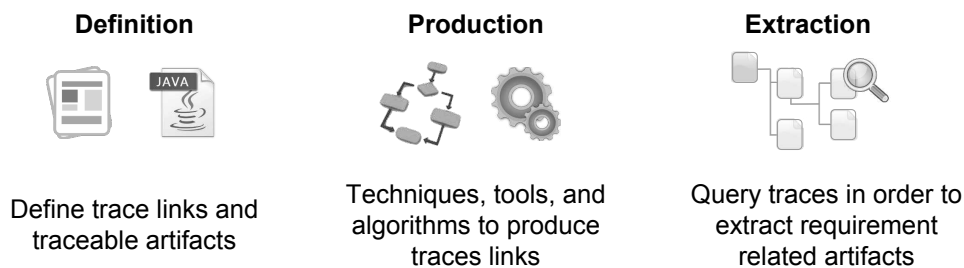 Definition
Production
Extraction
JAVA
Define trace links and
traceable artifacts
Techniques, tools, and
algorithms to produce
traces links
Query traces in order to
extract requirement
related artifacts